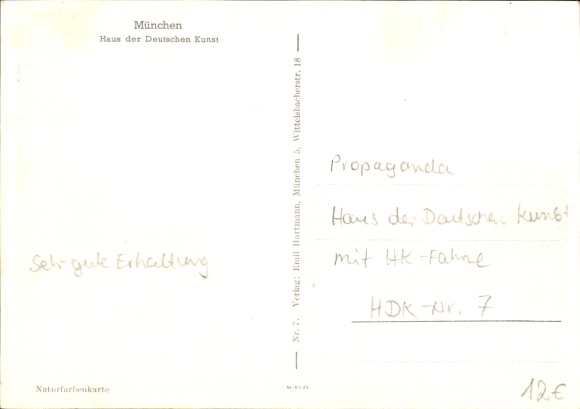 München
Haus der Deutschen Kunst
Nr. 7. Verlag: Emil Hartmann, München 5, Wittelsbacherstr. 18
Propaganda
Haus der Deutschen Kunst
mit HK-Fahne
HDK-Nr. 7
Sehr gute Erhaltung
Naturfarbenkarte
12€